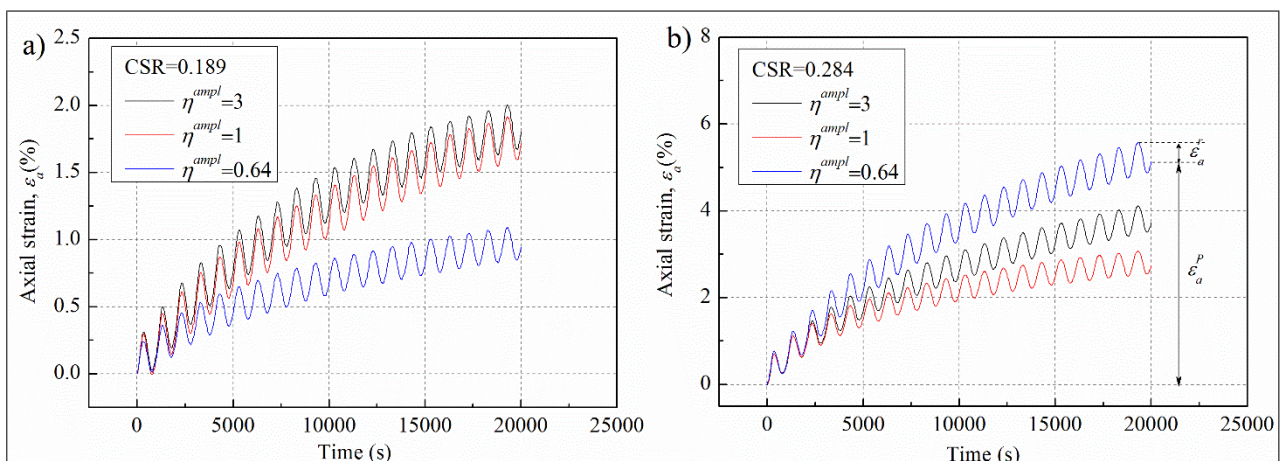 a)
CSR=0.189
η^ampl=3
η^ampl=1
η^ampl=0.64
Axial strain, ε_a(%)
2.5
2.0
1.5
1.0
0.5
0.0
0 5000 10000 15000 20000 25000
Time (s)
b)
CSR=0.284
η^ampl=3
η^ampl=1
η^ampl=0.64
Axial strain, ε_a(%)
8
6
4
2
0
ε_a^r
ε_a^P
0 5000 10000 15000 20000 25000
Time (s)